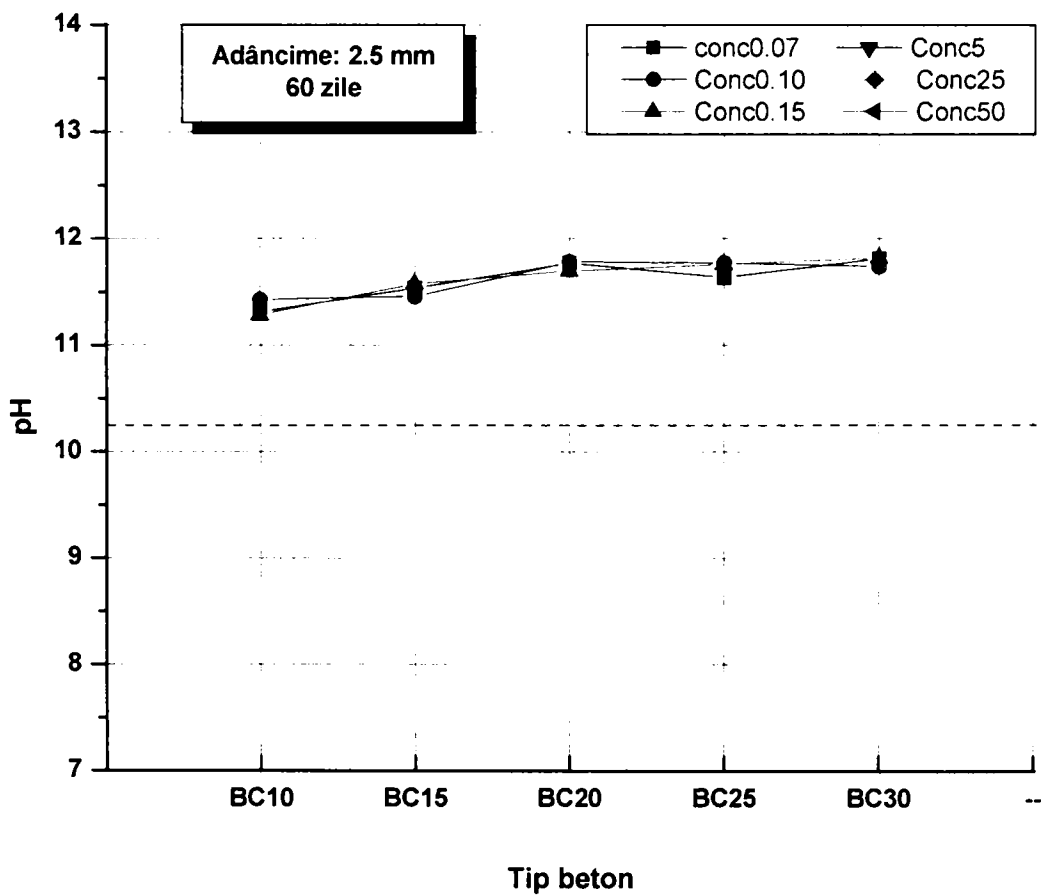 Adâncime: 2.5 mm
60 zile
conc0.07
Conc5
Conc0.10
Conc25
Conc0.15
Conc50
14
13
12
11
10
9
8
7
pH
BC10
BC15
BC20
BC25
BC30
--
Tip beton